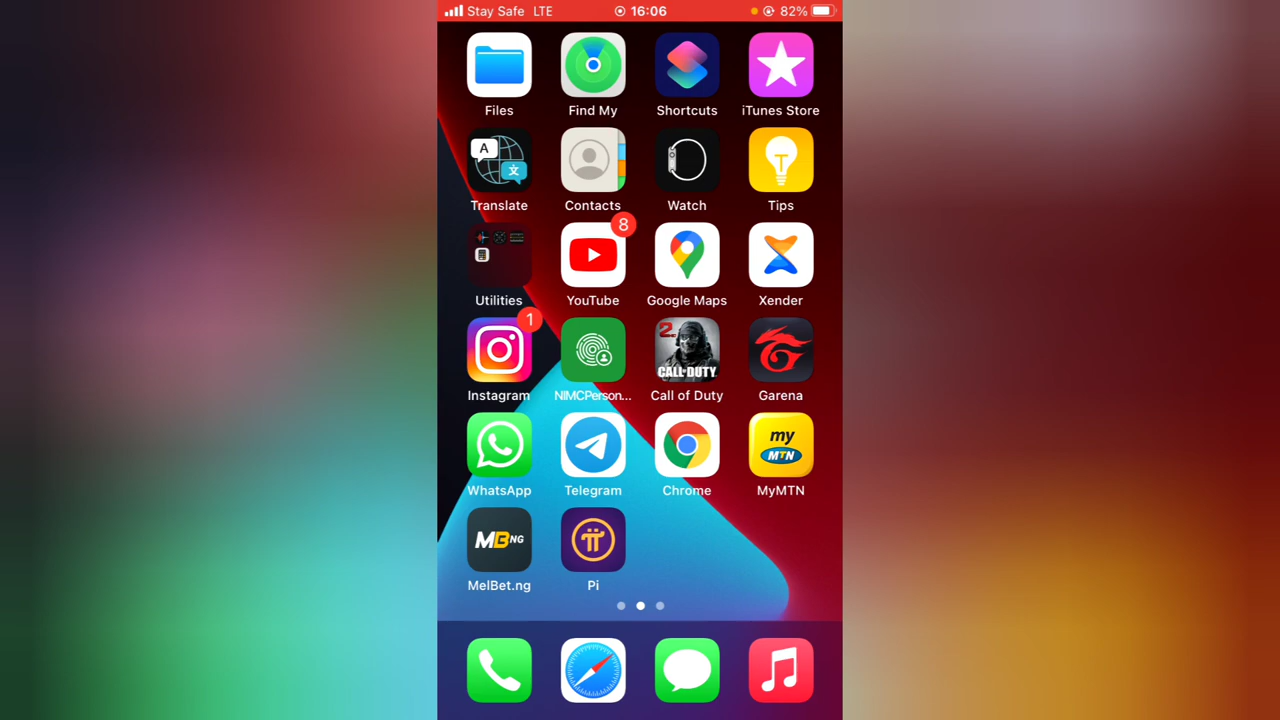 Stay Safe LTE 16:06 82%
Files Find My Shortcuts iTunes Store
A 文
Translate Contacts Watch Tips
8
Utilities YouTube Google Maps Xender
1 2 CALL·DUTY
Instagram NIMCPerson... Call of Duty Garena
my MTN
WhatsApp Telegram Chrome MyMTN
MBNG
MelBet.ng Pi